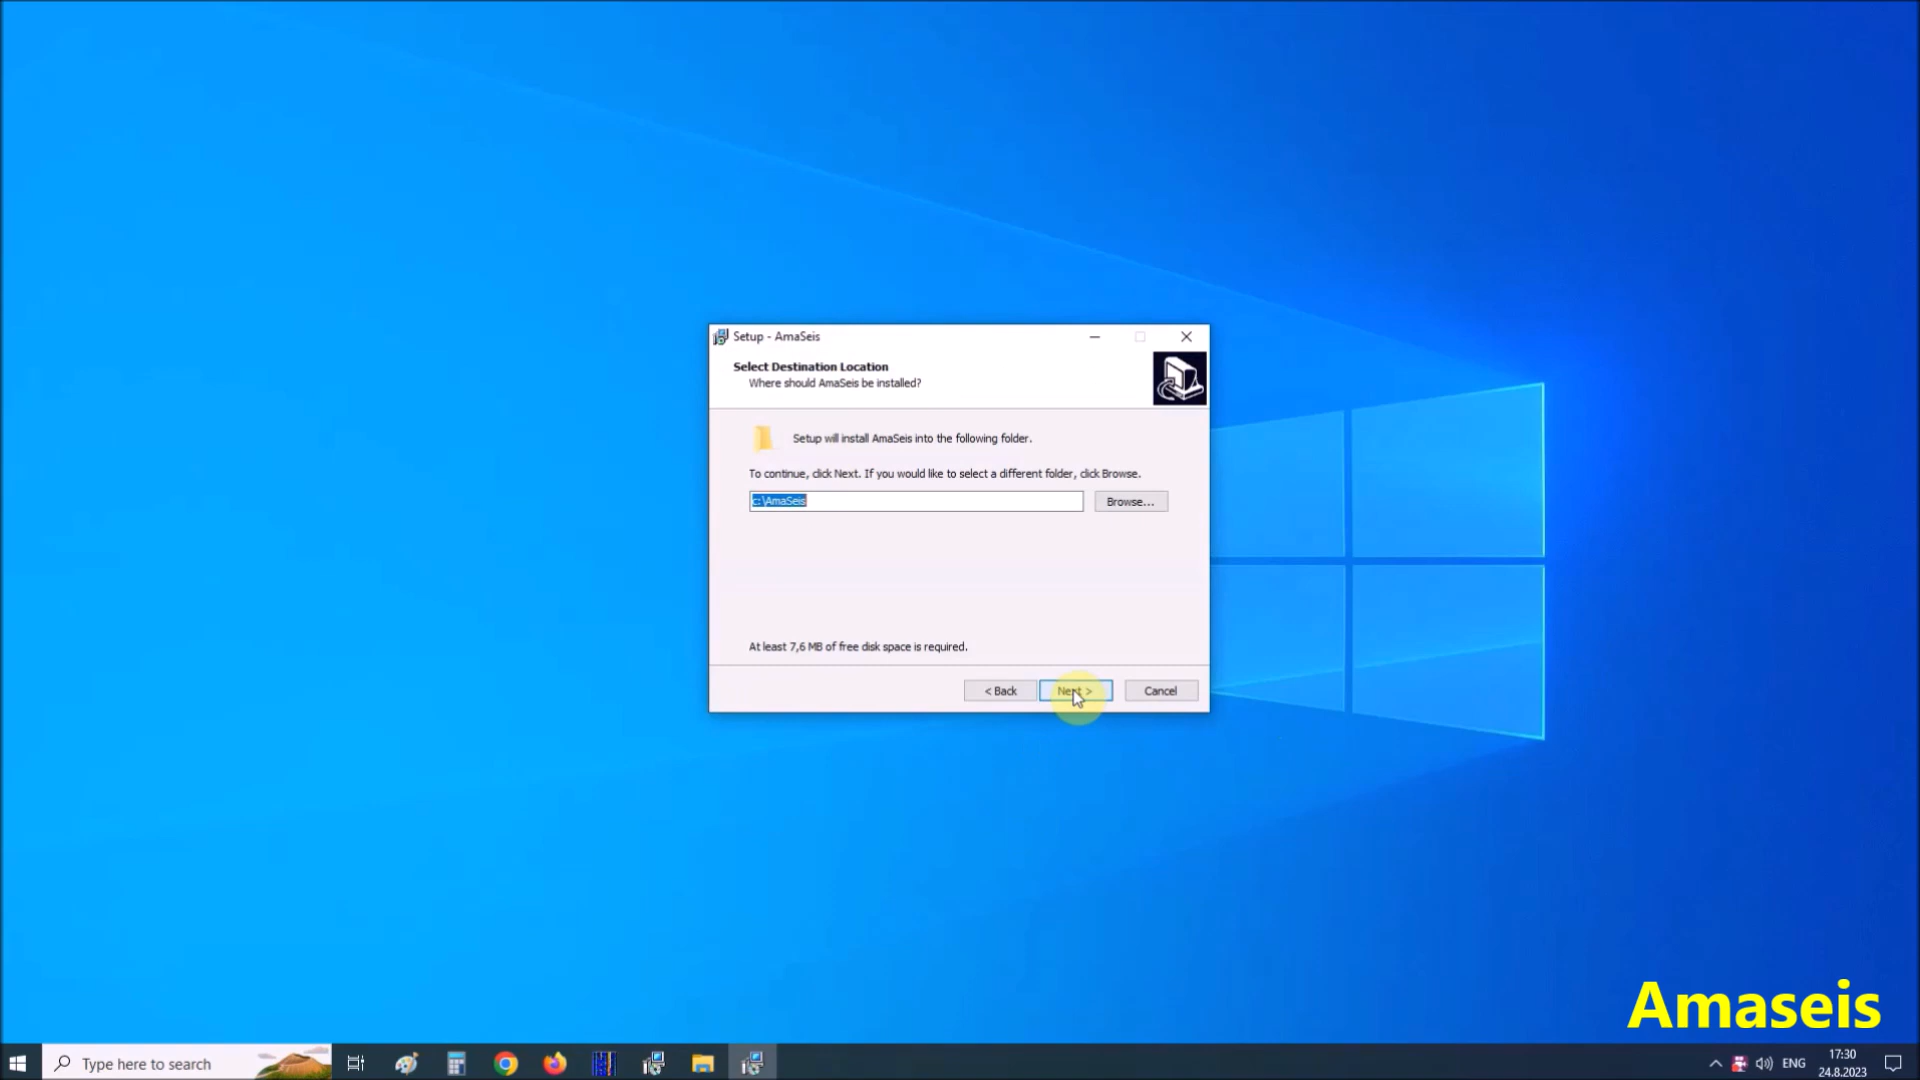 Setup - AmaSeis
Select Destination Location
Where should AmaSeis be installed?
Setup will install AmaSeis into the following folder.
To continue, click Next. If you would like to select a different folder, click Browse.
c:\AmaSeis
Browse...
At least 7,6 MB of free disk space is required.
< Back
Next >
Cancel
Amaseis
Type here to search
ENG
17:30
24.8.2023